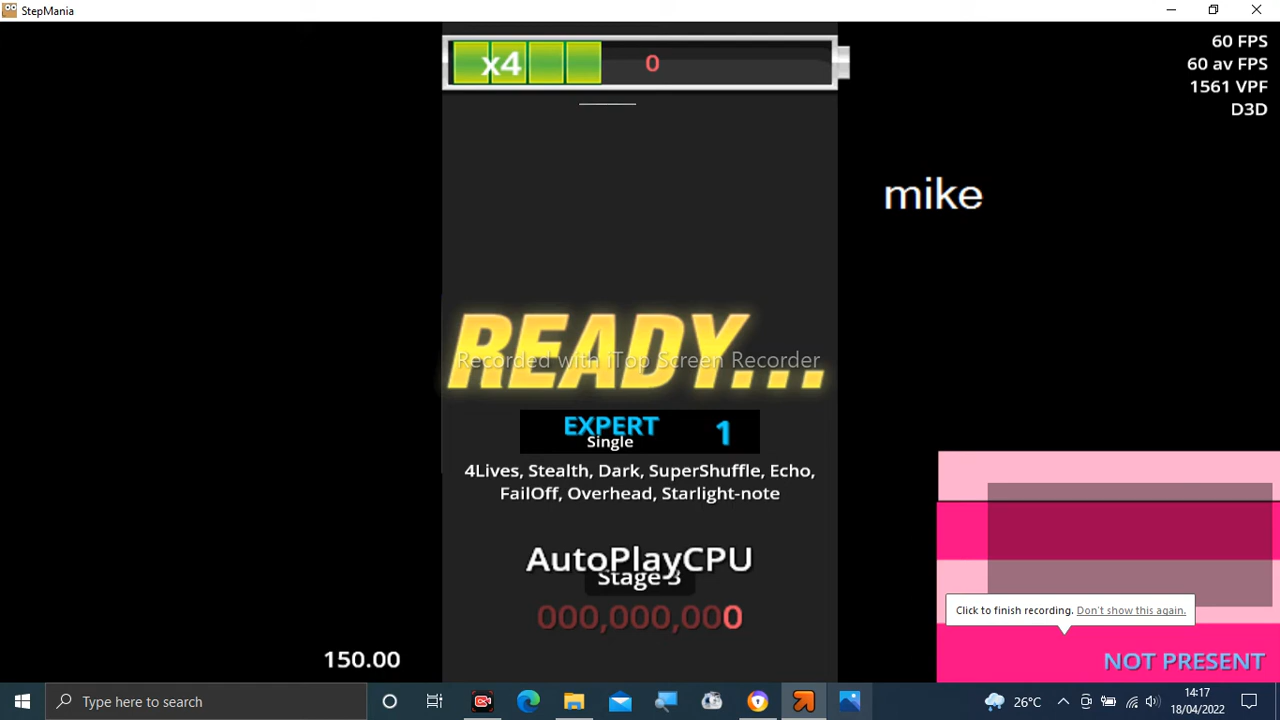 StepMania
60 FPS
60 av FPS
1561 VPF
D3D
x4
0
mike
READY...
Recorded with iTop Screen Recorder
EXPERT 1
Single
4Lives, Stealth, Dark, SuperShuffle, Echo,
FailOff, Overhead, Starlight-note
AutoPlayCPU
Stage 3
000,000,000
Click to finish recording. Don't show this again.
150.00
NOT PRESENT
Type here to search
26°C
14:17
18/04/2022